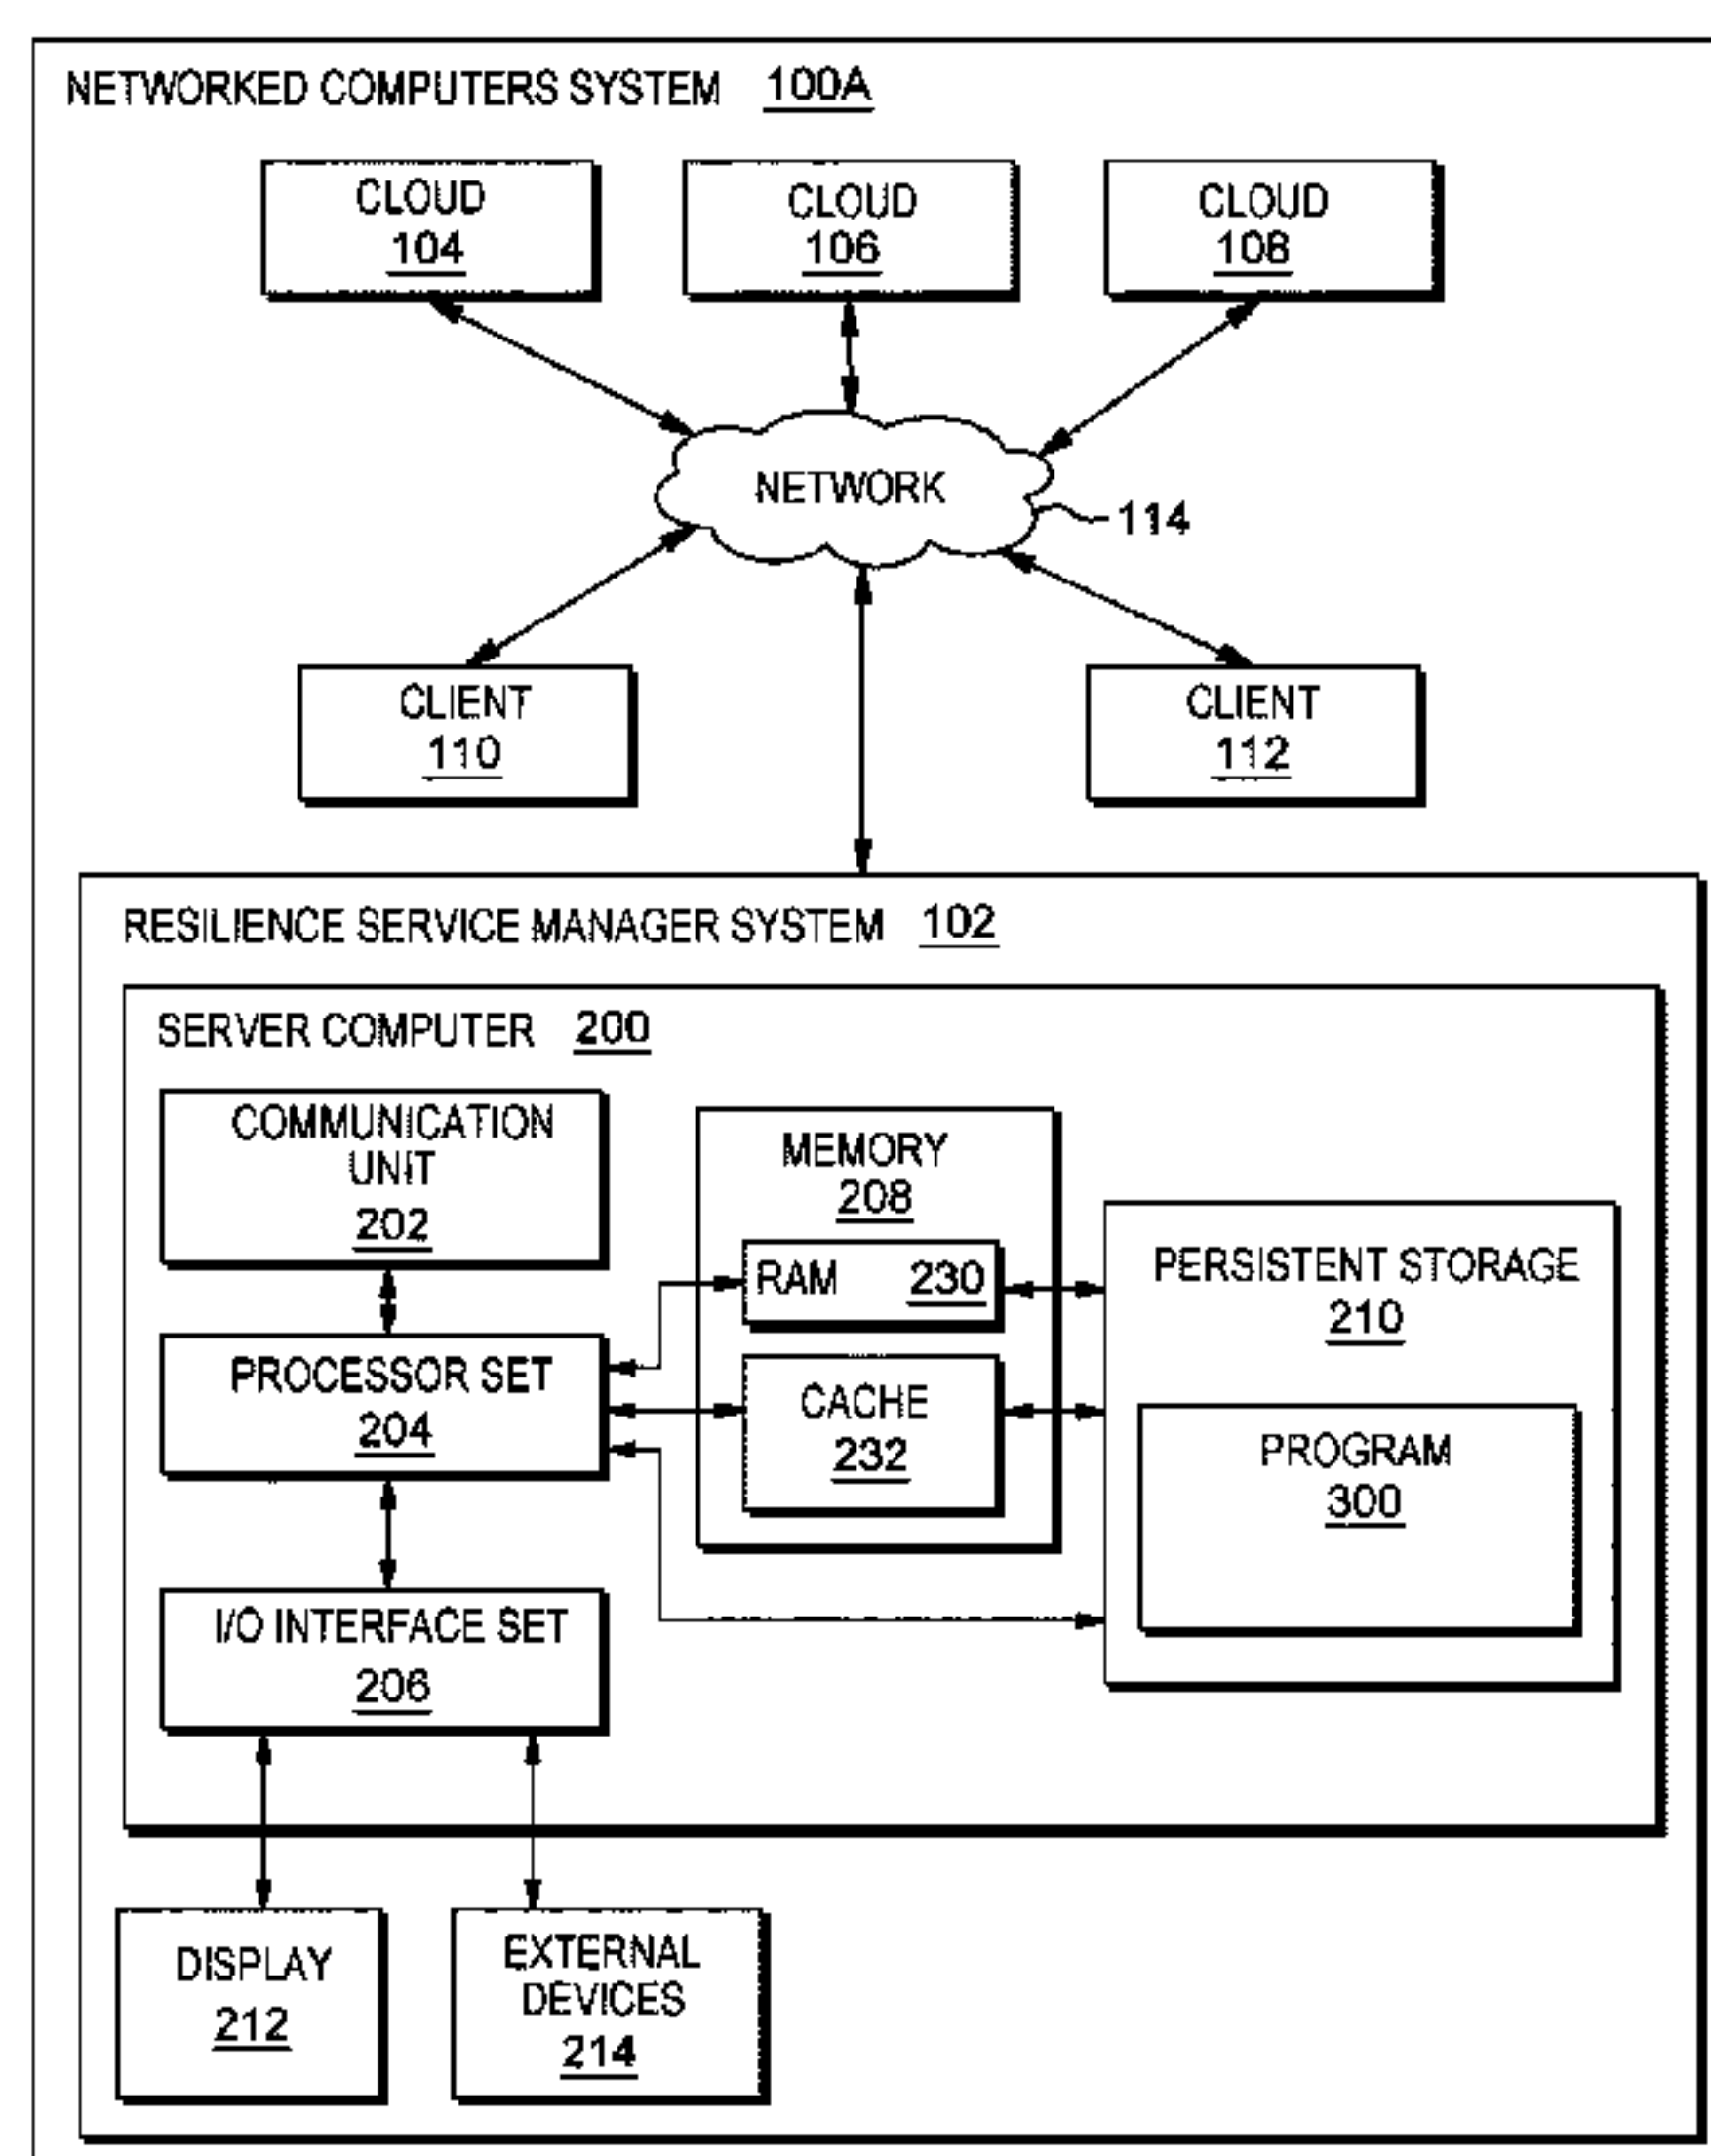 NETWORKED COMPUTERS SYSTEM 100A
CLOUD
104
CLOUD
106
CLOUD
108
NETWORK
114
CLIENT
110
CLIENT
112
RESILIENCE SERVICE MANAGER SYSTEM 102
SERVER COMPUTER 200
COMMUNICATION
UNIT
202
MEMORY
208
RAM 230
PERSISTENT STORAGE
210
PROCESSOR SET
204
CACHE
232
PROGRAM
300
I/O INTERFACE SET
206
DISPLAY
212
EXTERNAL
DEVICES
214